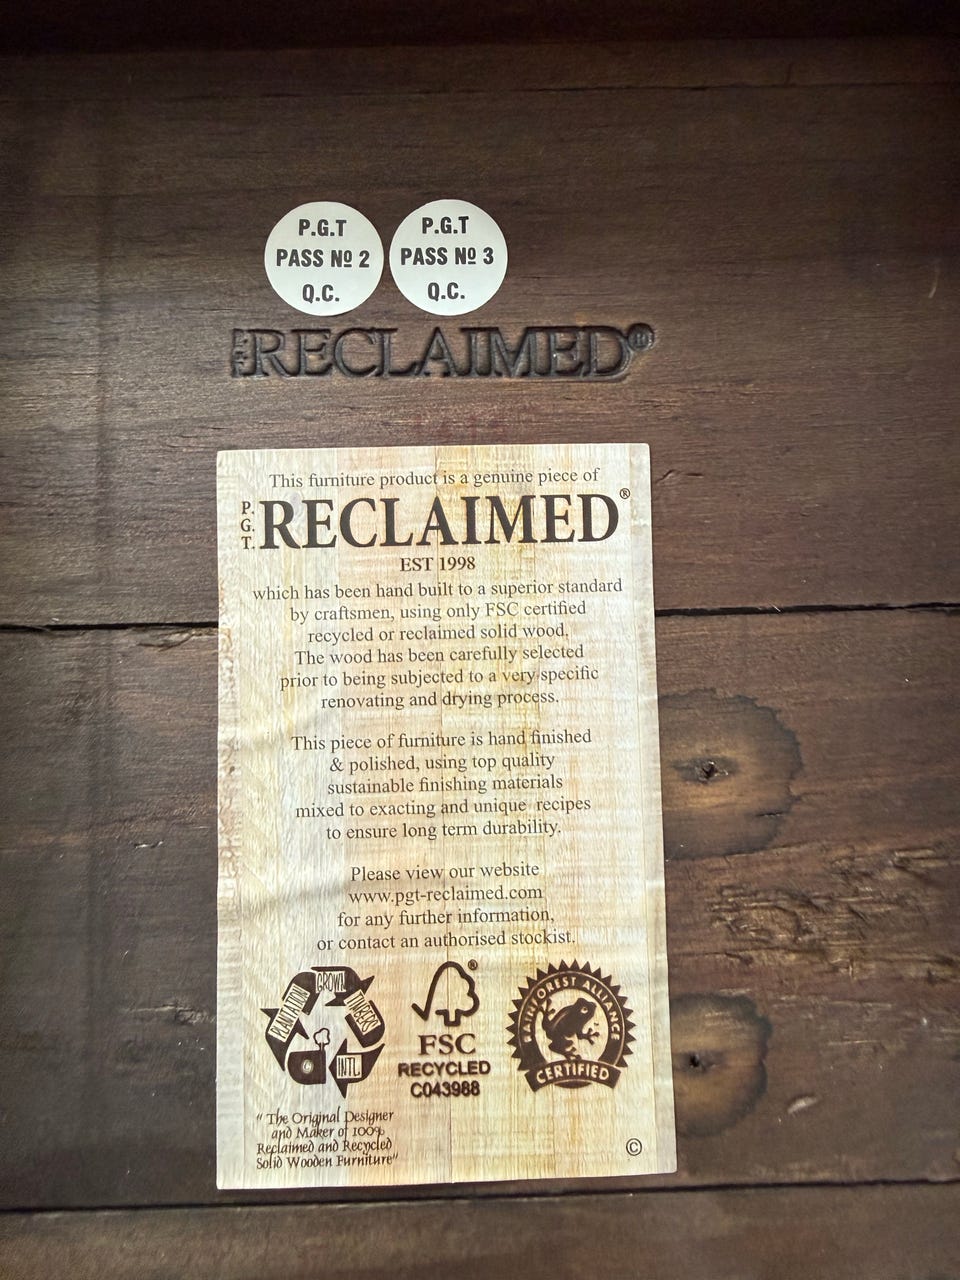 P.G.T
PASS Nº 2
Q.C.
P.G.T
PASS Nº 3
Q.C.
P.G.T. RECLAIMED®
This furniture product is a genuine piece of
P.G.T. RECLAIMED®
EST 1998
which has been hand built to a superior standard
by craftsmen, using only FSC certified
recycled or reclaimed solid wood.
The wood has been carefully selected
prior to being subjected to a very specific
renovating and drying process.
This piece of furniture is hand finished
& polished, using top quality
sustainable finishing materials
mixed to exacting and unique recipes
to ensure long term durability.
Please view our website
www.pgt-reclaimed.com
for any further information,
or contact an authorised stockist.
PLANTATION GROWN TIMBERS INTL.
®
FSC
RECYCLED
C043988
RAINFOREST ALLIANCE
CERTIFIED
"The Original Designer
and Maker of 100%
Reclaimed and Recycled
Solid Wooden Furniture"
©